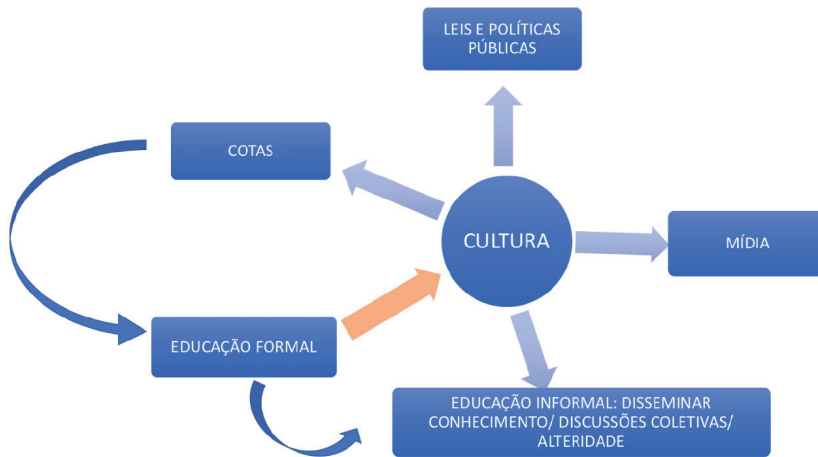 LEIS E POLÍTICAS
PÚBLICAS
COTAS
CULTURA
MÍDIA
EDUCAÇÃO FORMAL
EDUCAÇÃO INFORMAL: DISSEMINAR
CONHECIMENTO/ DISCUSSÕES COLETIVAS/
ALTERIDADE